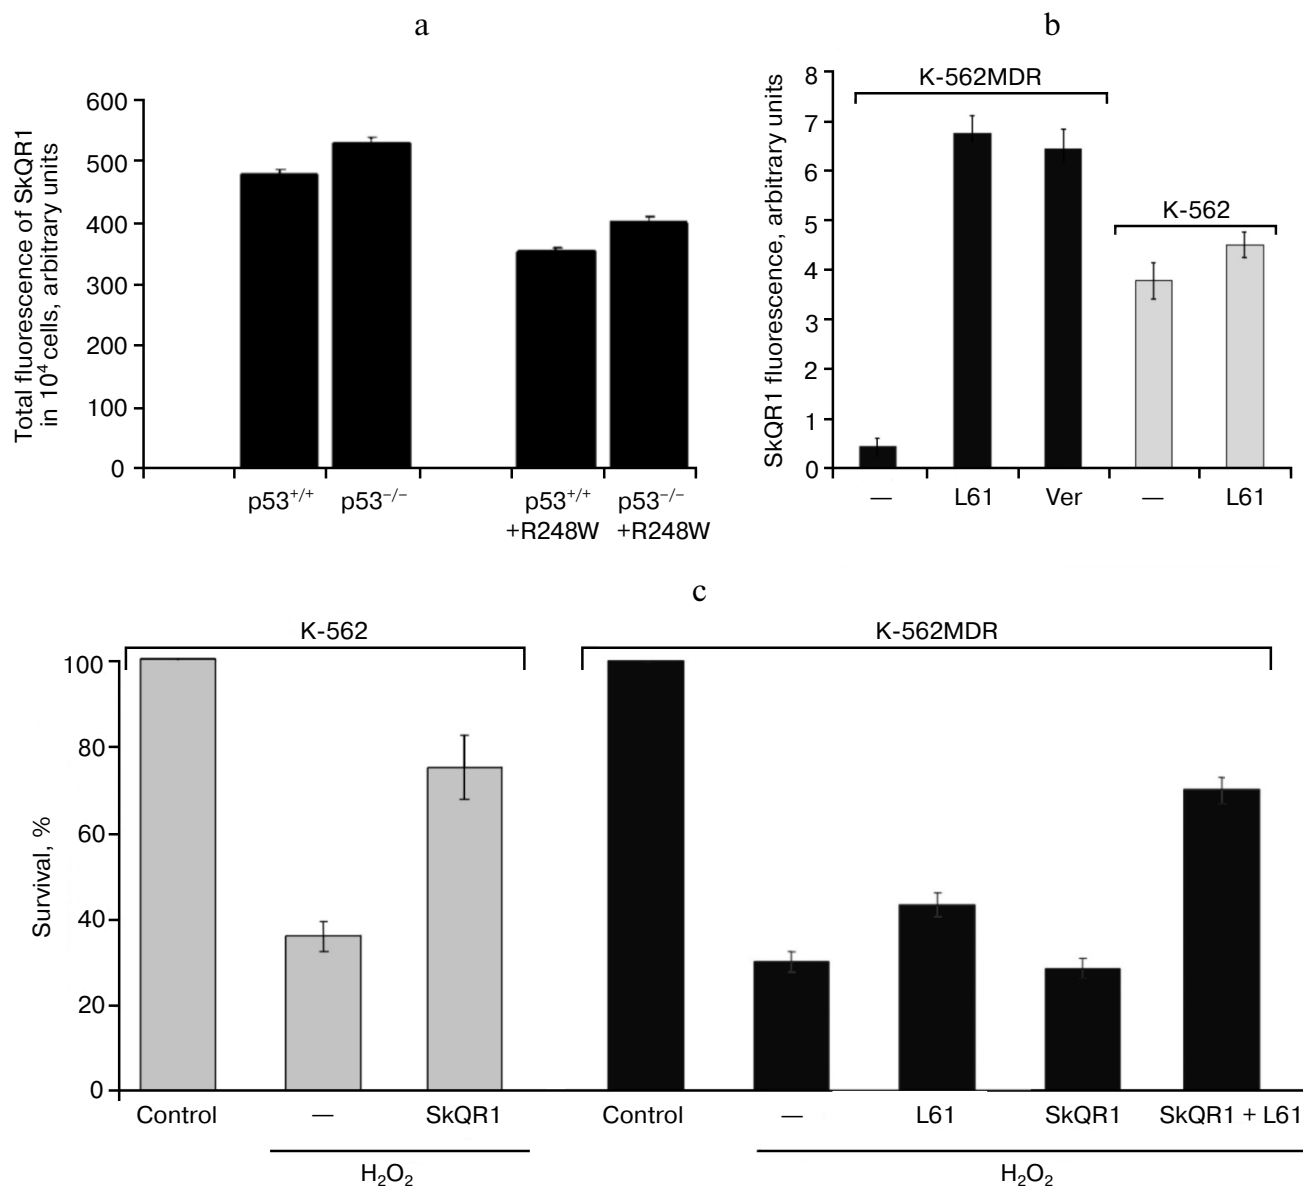 a
Total fluorescence of SkQR1
in 10⁴ cells, arbitrary units
600
500
400
300
200
100
0
p53⁺/⁺
p53⁻/⁻
p53⁺/⁺
+R248W
p53⁻/⁻
+R248W
b
SkQR1 fluorescence, arbitrary units
8
7
6
5
4
3
2
1
0
K-562MDR
K-562
—
L61
Ver
—
L61
c
Survival, %
100
80
60
40
20
0
K-562
K-562MDR
Control
—
SkQR1
H₂O₂
Control
—
L61
SkQR1
SkQR1 + L61
H₂O₂